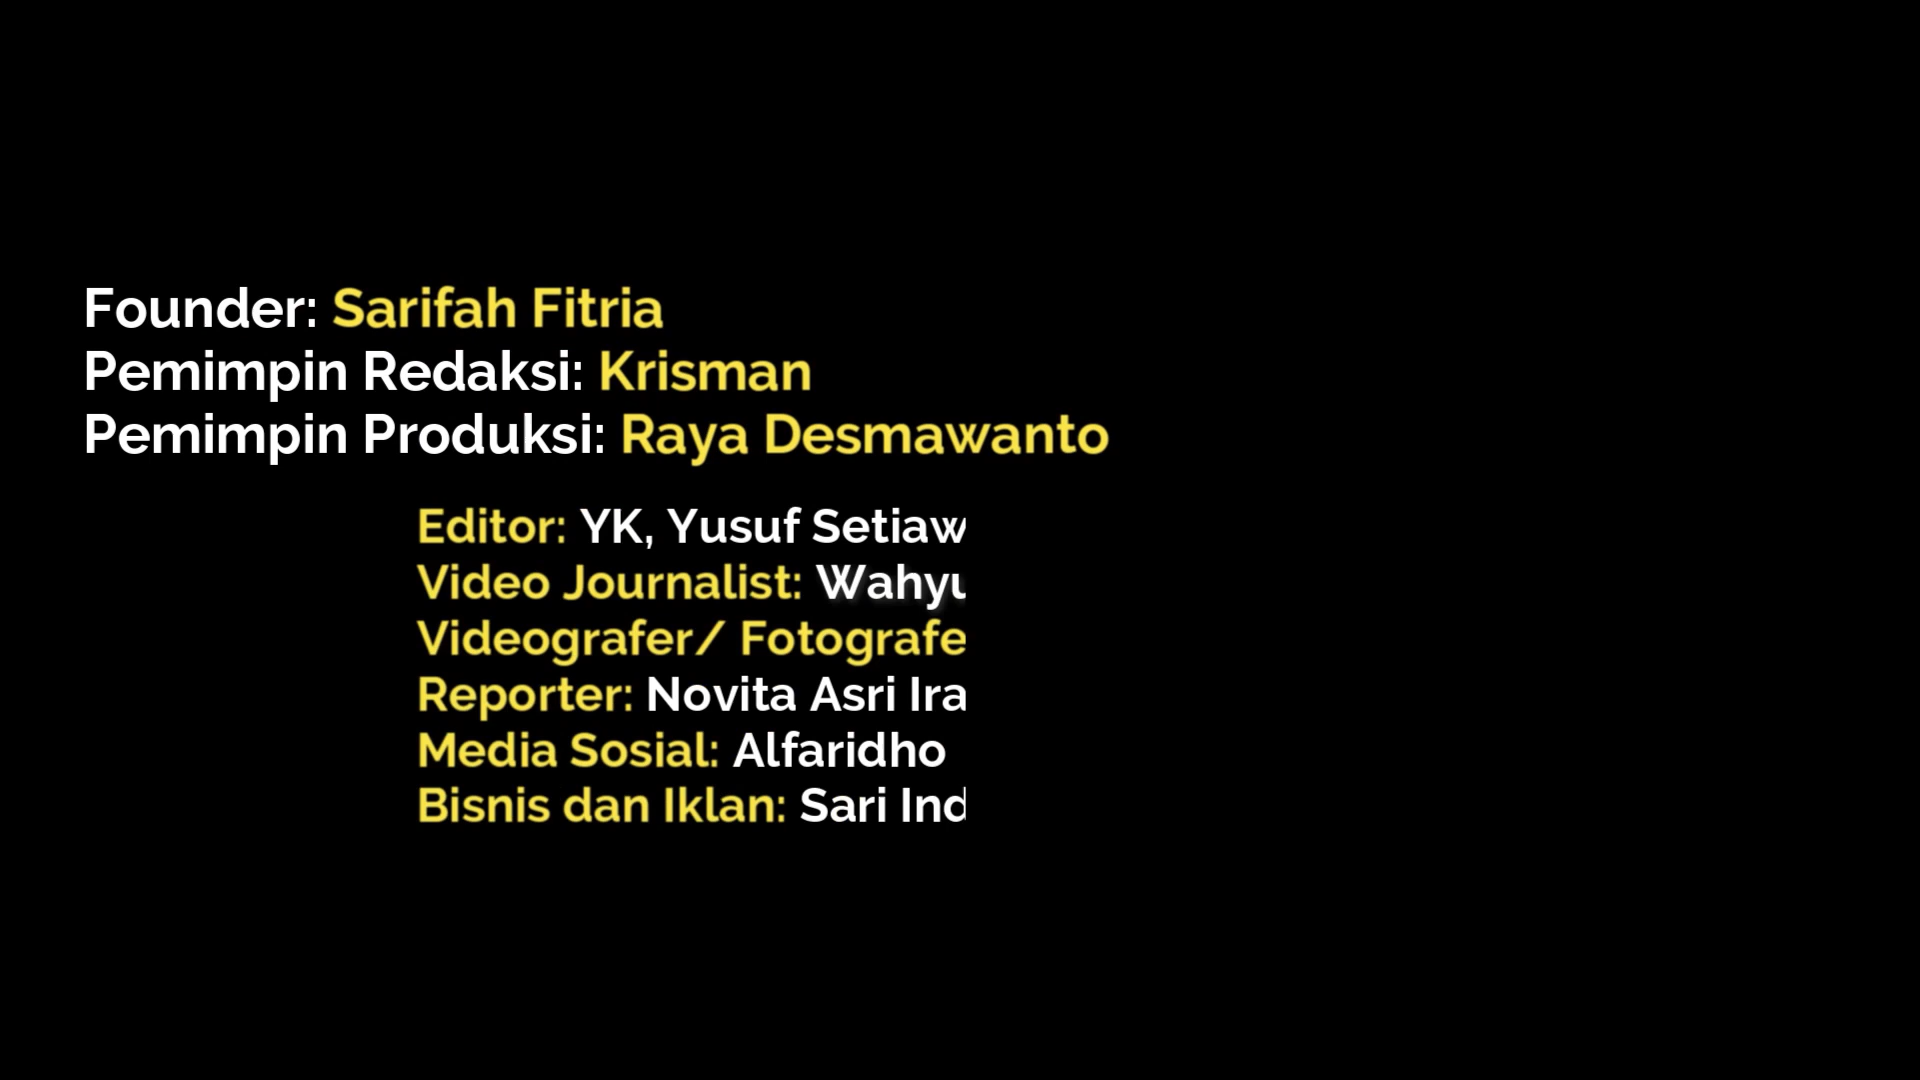 Founder: Sarifah Fitria
Pemimpin Redaksi: Krisman
Pemimpin Produksi: Raya Desmawanto
Editor: YK, Yusuf Setiaw
Video Journalist: Wahyu
Videografer/ Fotografe
Reporter: Novita Asri Ira
Media Sosial: Alfaridho
Bisnis dan Iklan: Sari Ind